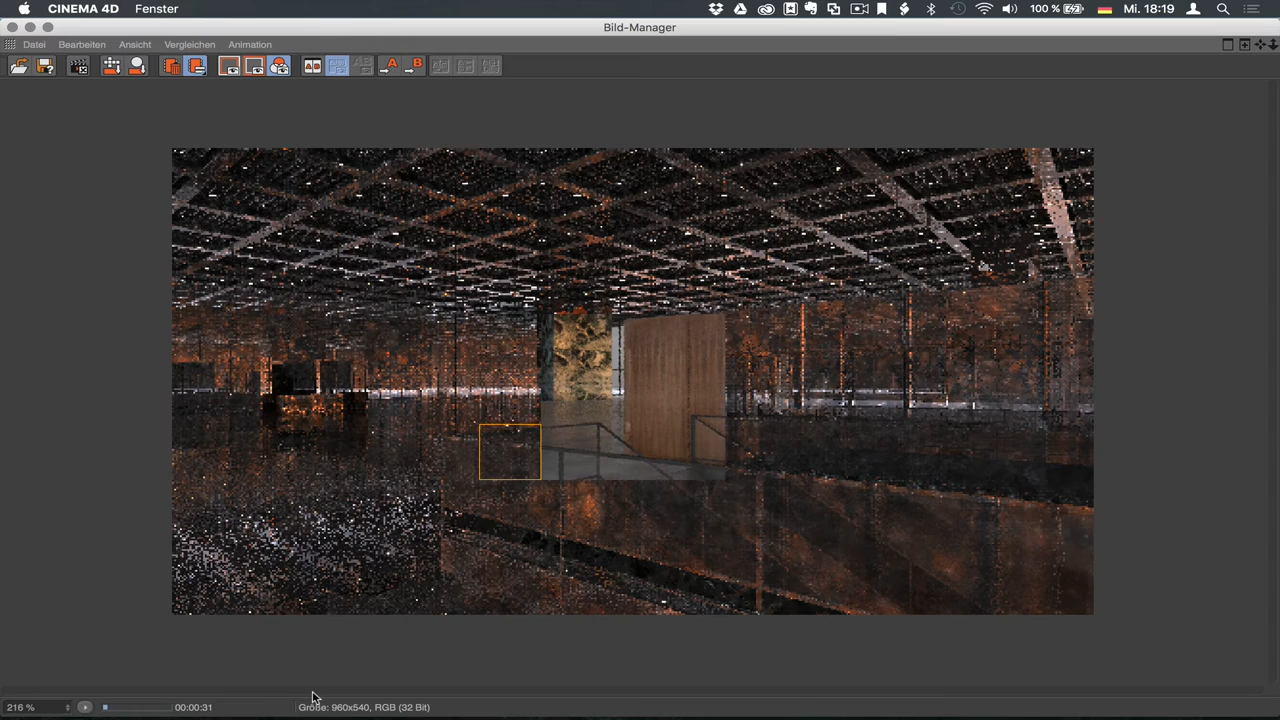 CINEMA 4D Fenster 100 % Mi. 18:19
Bild-Manager
Datei Bearbeiten Ansicht Vergleichen Animation
AB A B
216 % 00:00:31 Größe: 960x540, RGB (32 Bit)